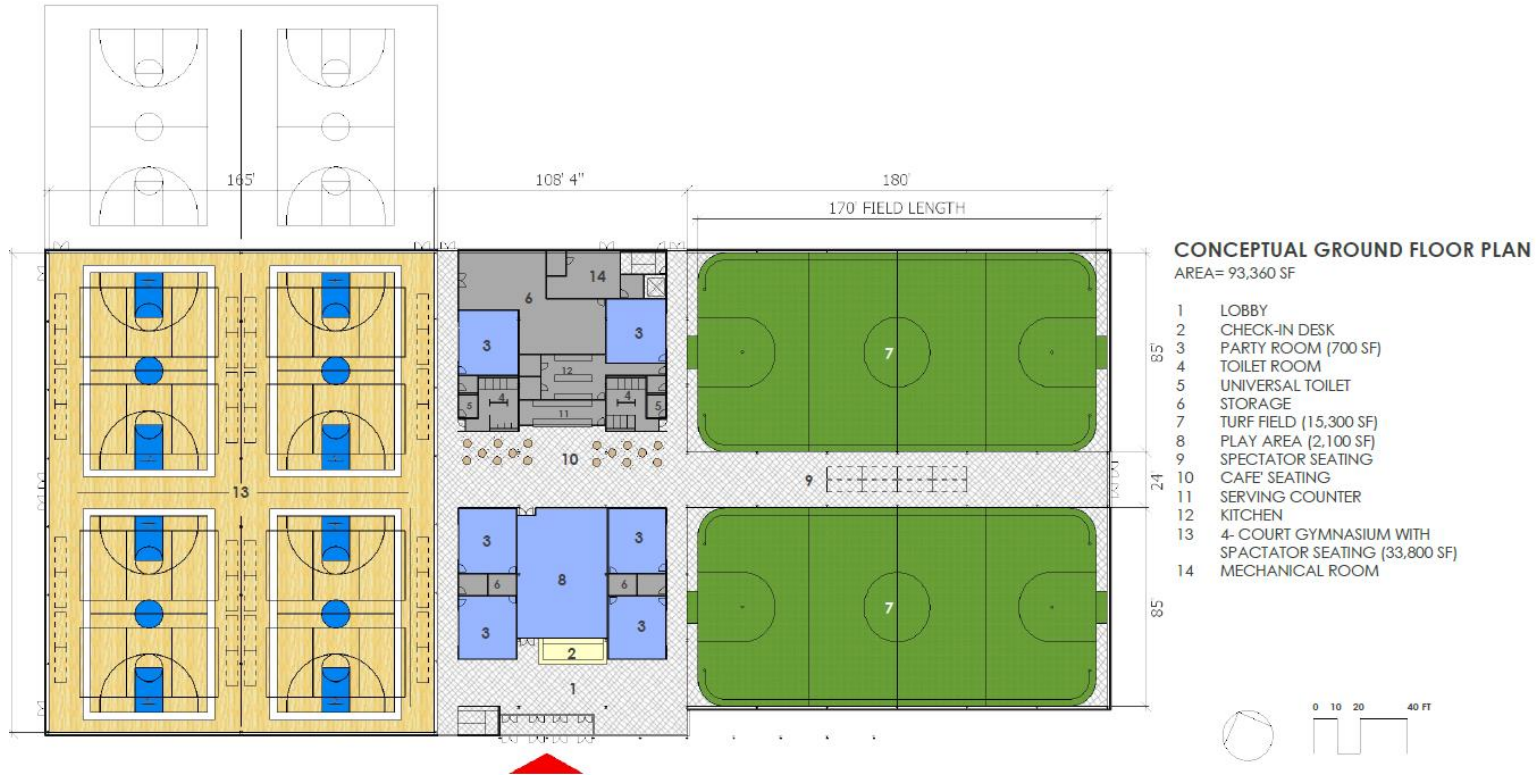 165'
108' 4"
180'
170' FIELD LENGTH
85'
24'
85'
14
6
3
3
12
4
4
5
5
11
10
9
7
13
3
3
8
6
6
3
3
7
2
1
CONCEPTUAL GROUND FLOOR PLAN
AREA= 93,360 SF
1 LOBBY
2 CHECK-IN DESK
3 PARTY ROOM (700 SF)
4 TOILET ROOM
5 UNIVERSAL TOILET
6 STORAGE
7 TURF FIELD (15,300 SF)
8 PLAY AREA (2,100 SF)
9 SPECTATOR SEATING
10 CAFE' SEATING
11 SERVING COUNTER
12 KITCHEN
13 4- COURT GYMNASIUM WITH
SPACTATOR SEATING (33,800 SF)
14 MECHANICAL ROOM
0 10 20 40 FT